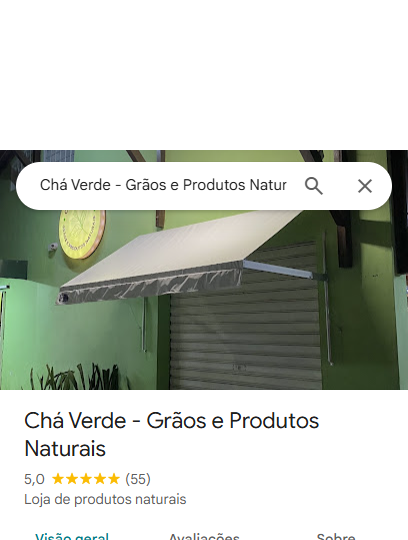 Chá Verde - Grãos e Produtos Natur
Chá Verde - Grãos e Produtos
Naturais
5,0 (55)
Loja de produtos naturais
Visão geral Avaliações Sobre